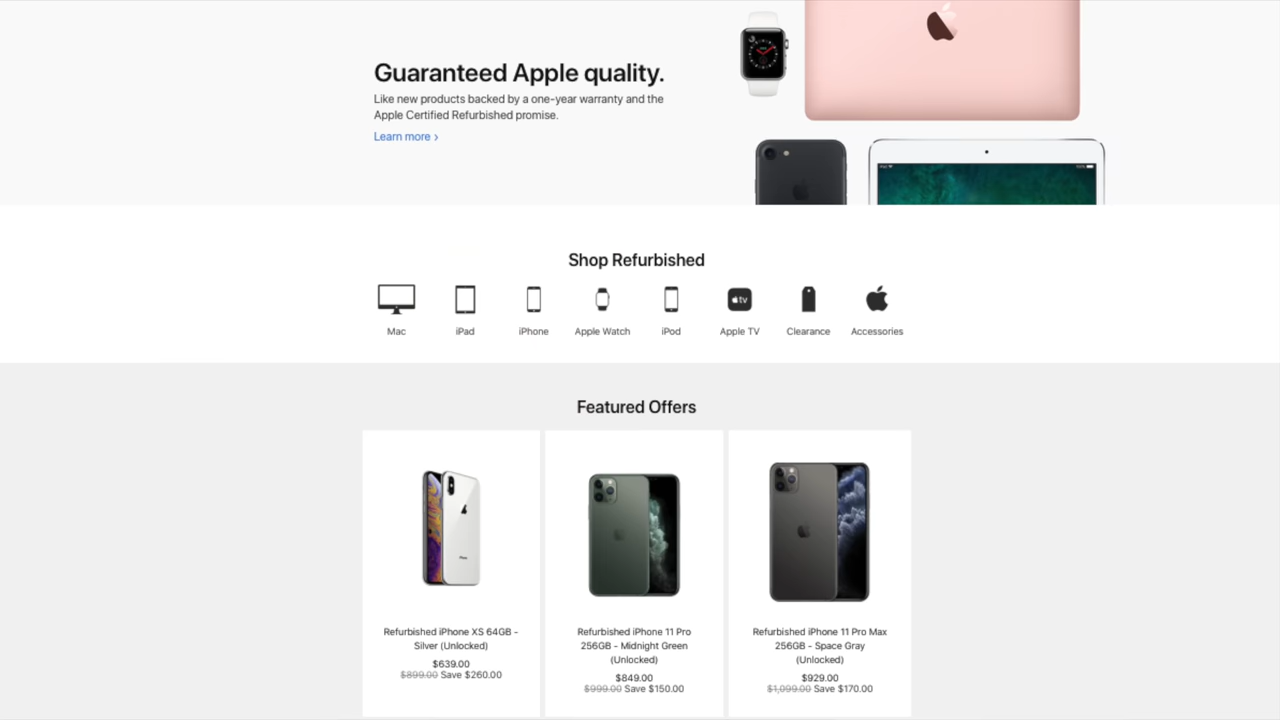 Guaranteed Apple quality.
Like new products backed by a one-year warranty and the
Apple Certified Refurbished promise.
Learn more ›
Shop Refurbished
tv
Mac
iPad
iPhone
Apple Watch
iPod
Apple TV
Clearance
Accessories
Featured Offers
Refurbished iPhone XS 64GB -
Silver (Unlocked)
$639.00
$899.00 Save $260.00
Refurbished iPhone 11 Pro
256GB - Midnight Green
(Unlocked)
$849.00
$999.00 Save $150.00
Refurbished iPhone 11 Pro Max
256GB - Space Gray
(Unlocked)
$929.00
$1,099.00 Save $170.00